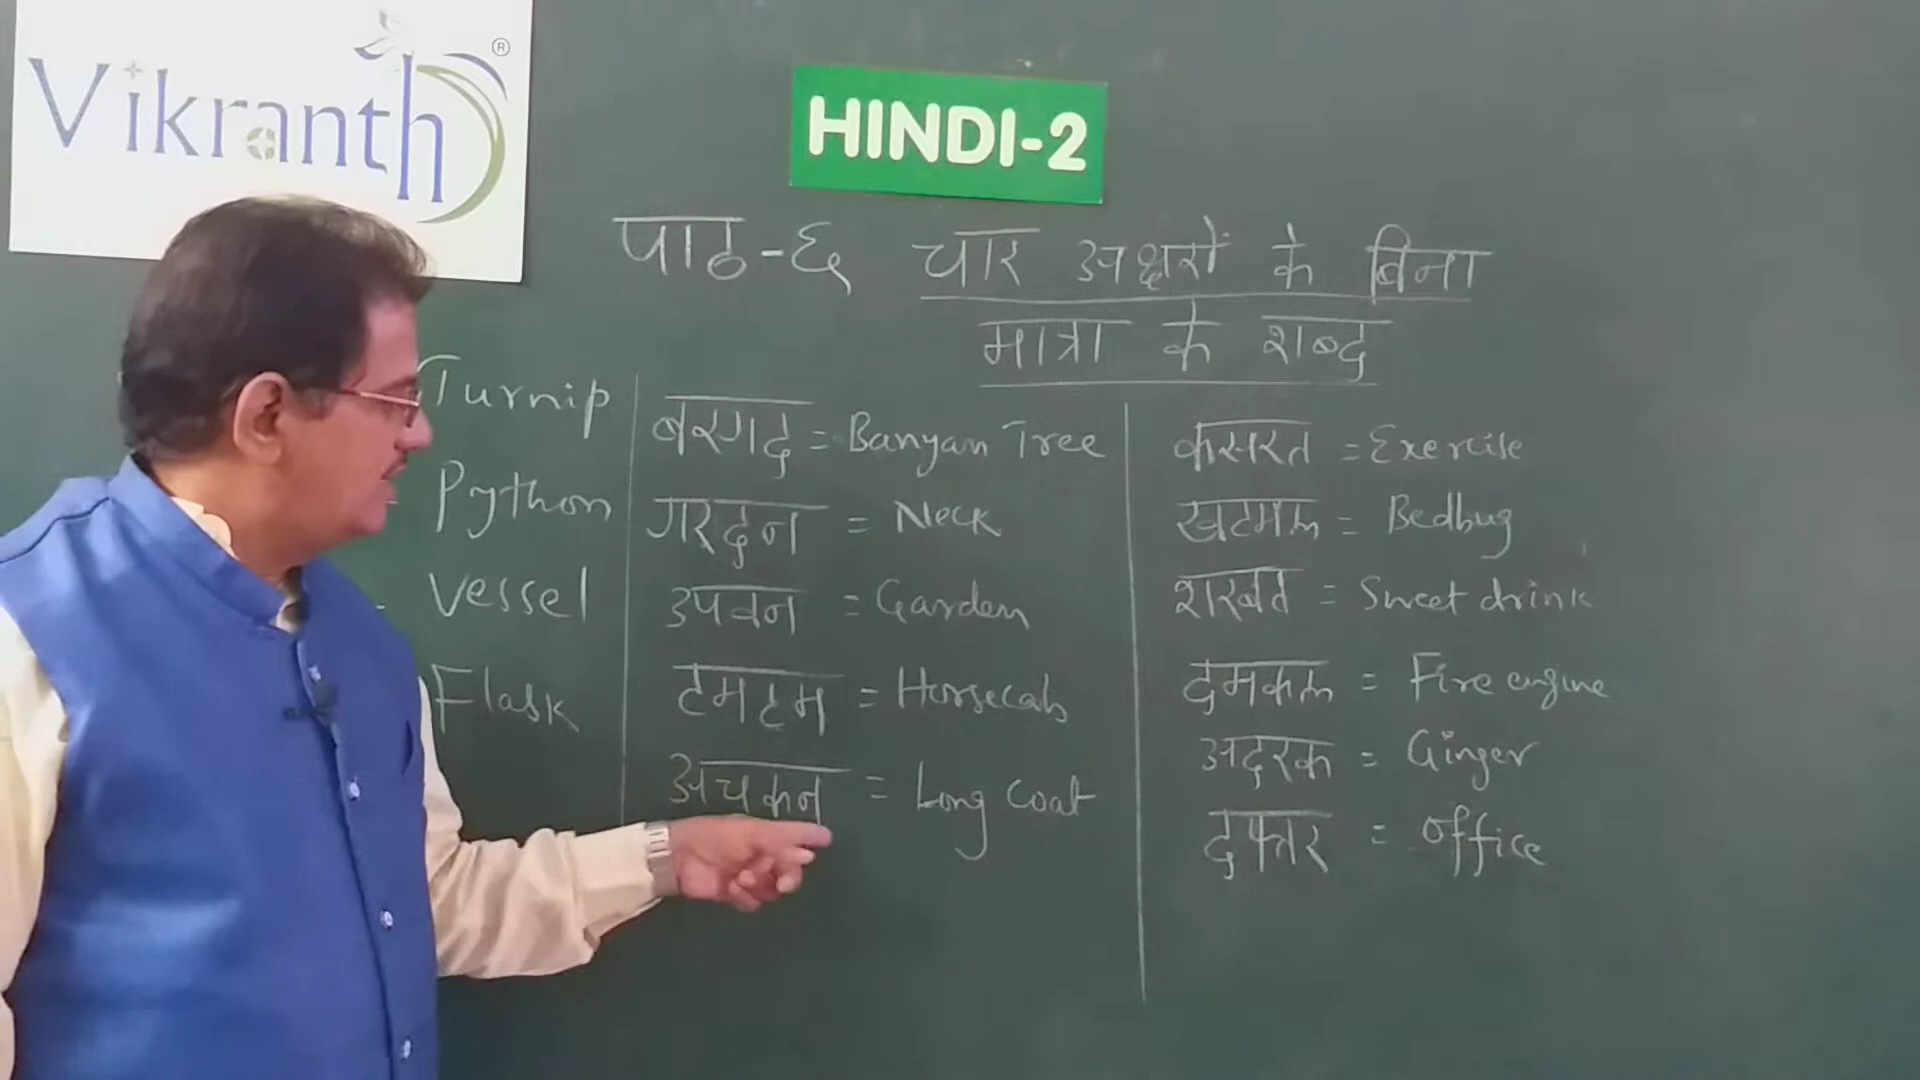 Vikranth ®
HINDI-2
पाठ-६ चार अक्षरों के बिना
मात्रा के शब्द
Turnip
- Python
- Vessel
Flask
बरगद = Banyan Tree
गरदन = Neck
उपवन = Garden
टमटम = Horsecab
अचकन = Long coat
कसरत = Exercise
खटमल = Bedbug
शरबत = Sweet drink
दमकल = Fire engine
अदरक = Ginger
दफ्तर = office